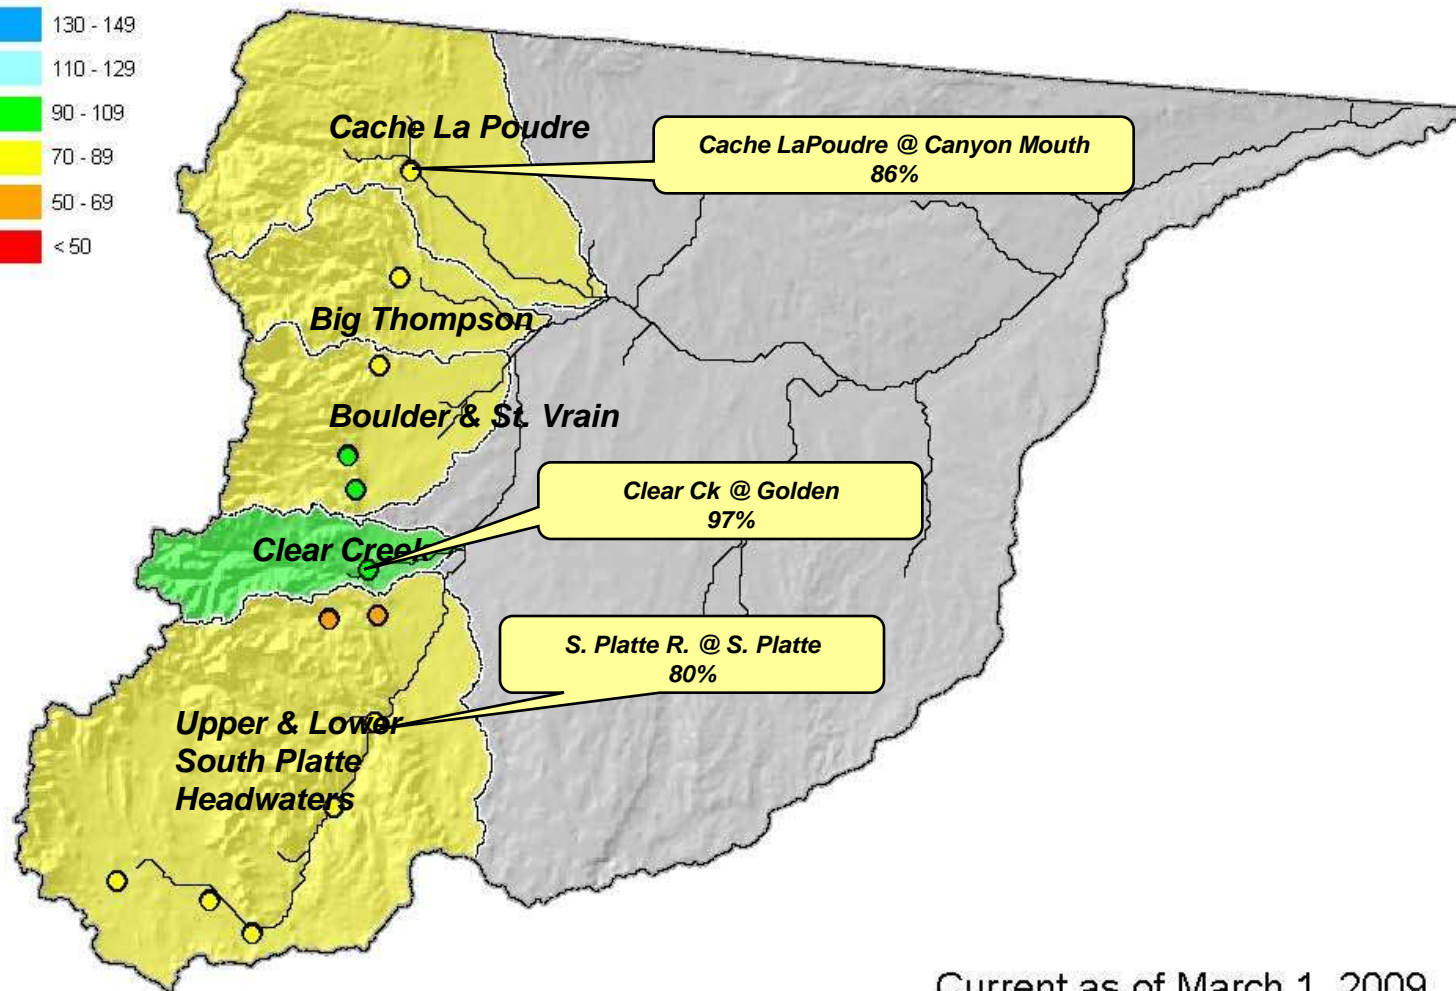 130 - 149
110 - 129
90 - 109
70 - 89
50 - 69
< 50
Cache La Poudre
Cache LaPoudre @ Canyon Mouth
86%
Big Thompson
Boulder & St. Vrain
Clear Ck @ Golden
97%
Clear Creek
S. Platte R. @ S. Platte
80%
Upper & Lower
South Platte
Headwaters
Current as of March 1, 2009